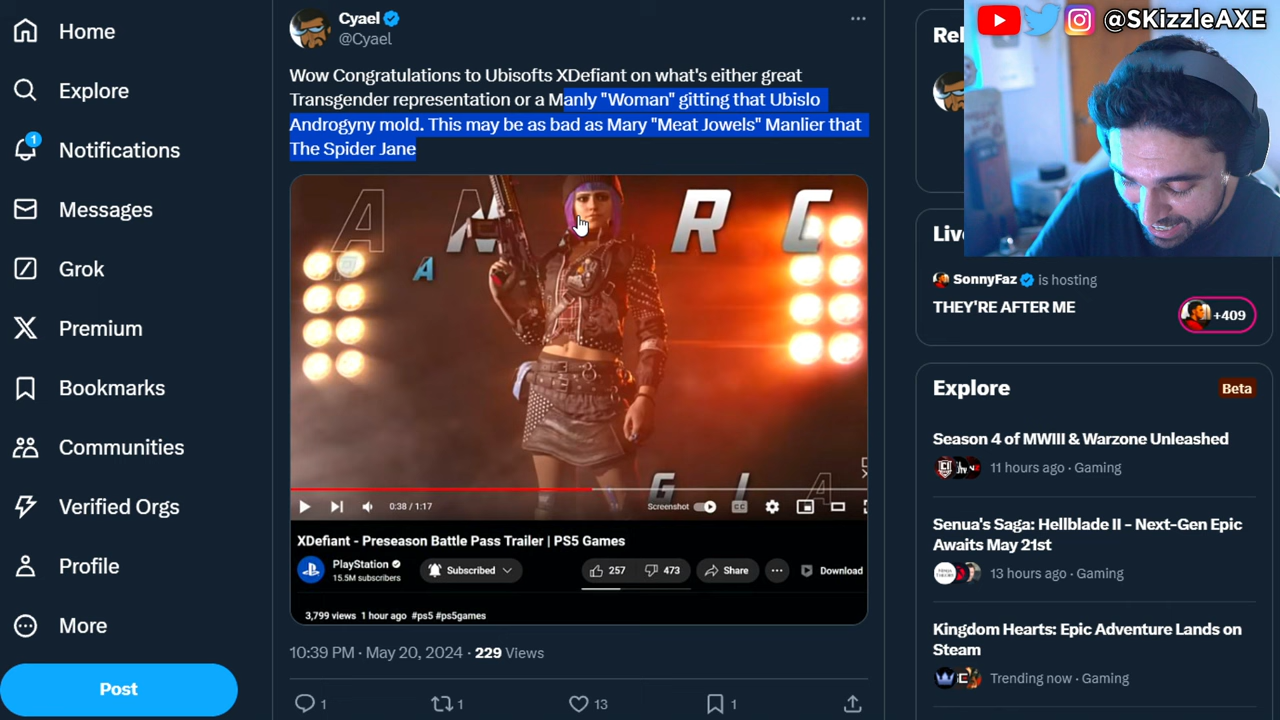 Home
Explore
1
Notifications
Messages
Grok
Premium
Bookmarks
Communities
Verified Orgs
Profile
More
Post
Cyael
@Cyael
Wow Congratulations to Ubisofts XDefiant on what's either great
Transgender representation or a Manly "Woman" gitting that Ubislo
Androgyny mold. This may be as bad as Mary "Meat Jowels" Manlier that
The Spider Jane
A N R C
A
G I A
0:38 / 1:17
Screenshot
CC
XDefiant - Preseason Battle Pass Trailer | PS5 Games
PlayStation
15.5M subscribers
Subscribed
257
473
Share
Download
3,799 views 1 hour ago #ps5 #ps5games
10:39 PM · May 20, 2024 · 229 Views
1
1
13
1
@SKizzleAXE
Rel
Liv
SonnyFaz is hosting
THEY'RE AFTER ME
+409
Explore
Beta
Season 4 of MWIII & Warzone Unleashed
11 hours ago · Gaming
Senua's Saga: Hellblade II – Next-Gen Epic
Awaits May 21st
13 hours ago · Gaming
Kingdom Hearts: Epic Adventure Lands on
Steam
Trending now · Gaming